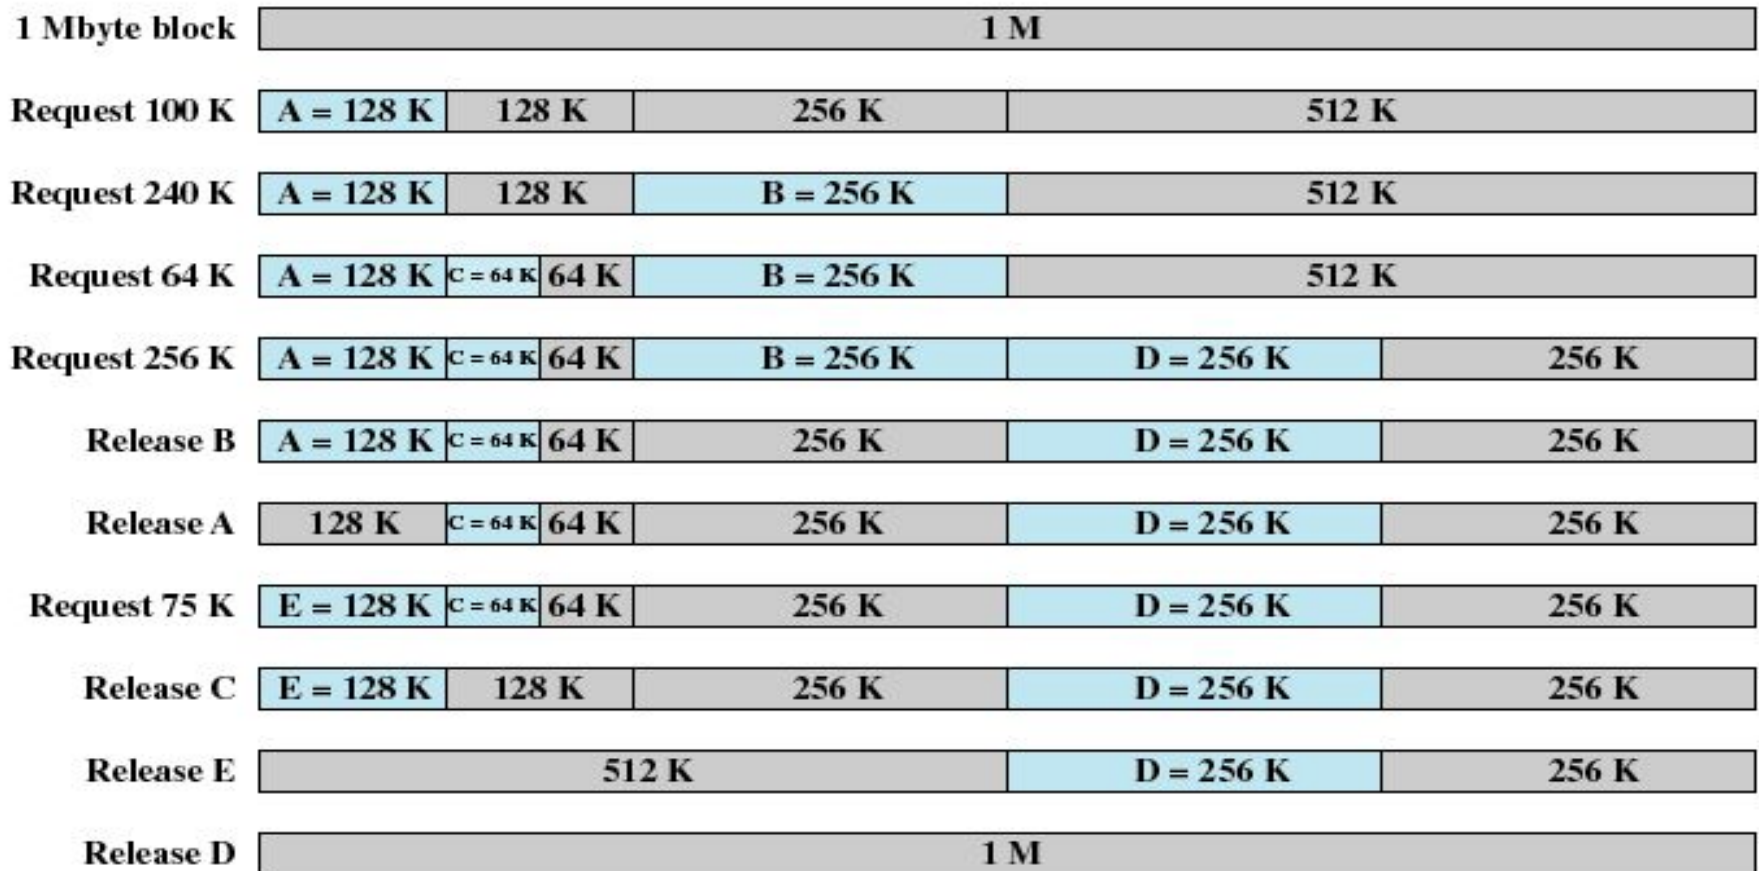 1 Mbyte block 1 M
Request 100 K A = 128 K 128 K 256 K 512 K
Request 240 K A = 128 K 128 K B = 256 K 512 K
Request 64 K A = 128 K C = 64 K 64 K B = 256 K 512 K
Request 256 K A = 128 K C = 64 K 64 K B = 256 K D = 256 K 256 K
Release B A = 128 K C = 64 K 64 K 256 K D = 256 K 256 K
Release A 128 K C = 64 K 64 K 256 K D = 256 K 256 K
Request 75 K E = 128 K C = 64 K 64 K 256 K D = 256 K 256 K
Release C E = 128 K 128 K 256 K D = 256 K 256 K
Release E 512 K D = 256 K 256 K
Release D 1 M